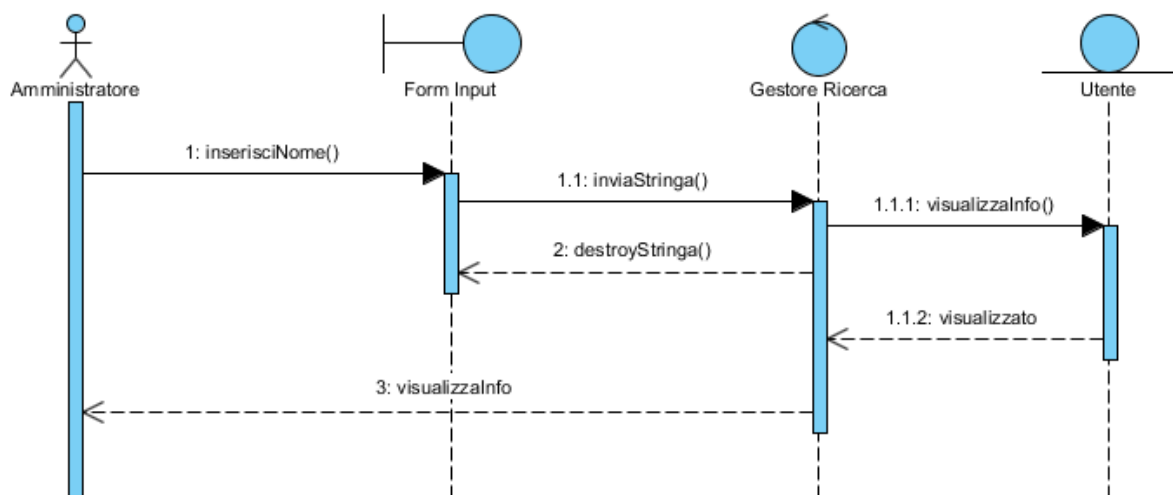 Amministratore
Form Input
Gestore Ricerca
Utente
1: inserisciNome()
1.1: inviaStringa()
1.1.1: visualizzaInfo()
2: destroyStringa()
1.1.2: visualizzato
3: visualizzaInfo